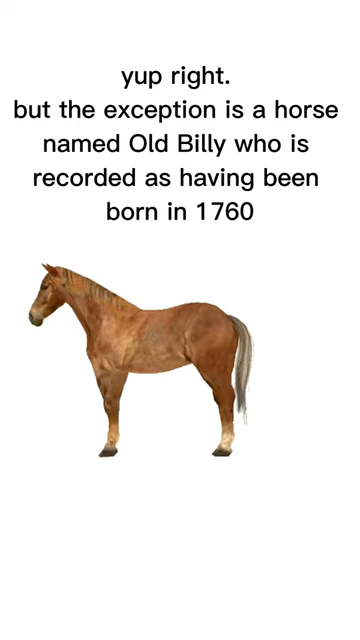 yup right.
but the exception is a horse
named Old Billy who is
recorded as having been
born in 1760